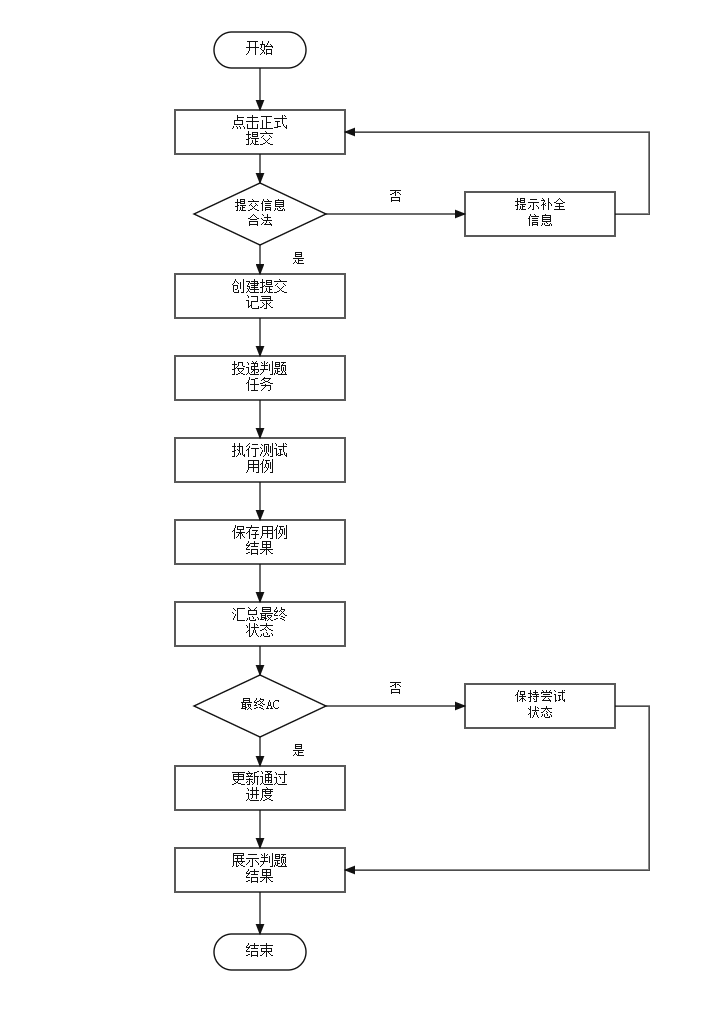 开始
点击正式
提交
提交信息
合法
否
提示补全
信息
是
创建提交
记录
投递判题
任务
执行测试
用例
保存用例
结果
汇总最终
状态
最终AC
否
保持尝试
状态
是
更新通过
进度
展示判题
结果
结束